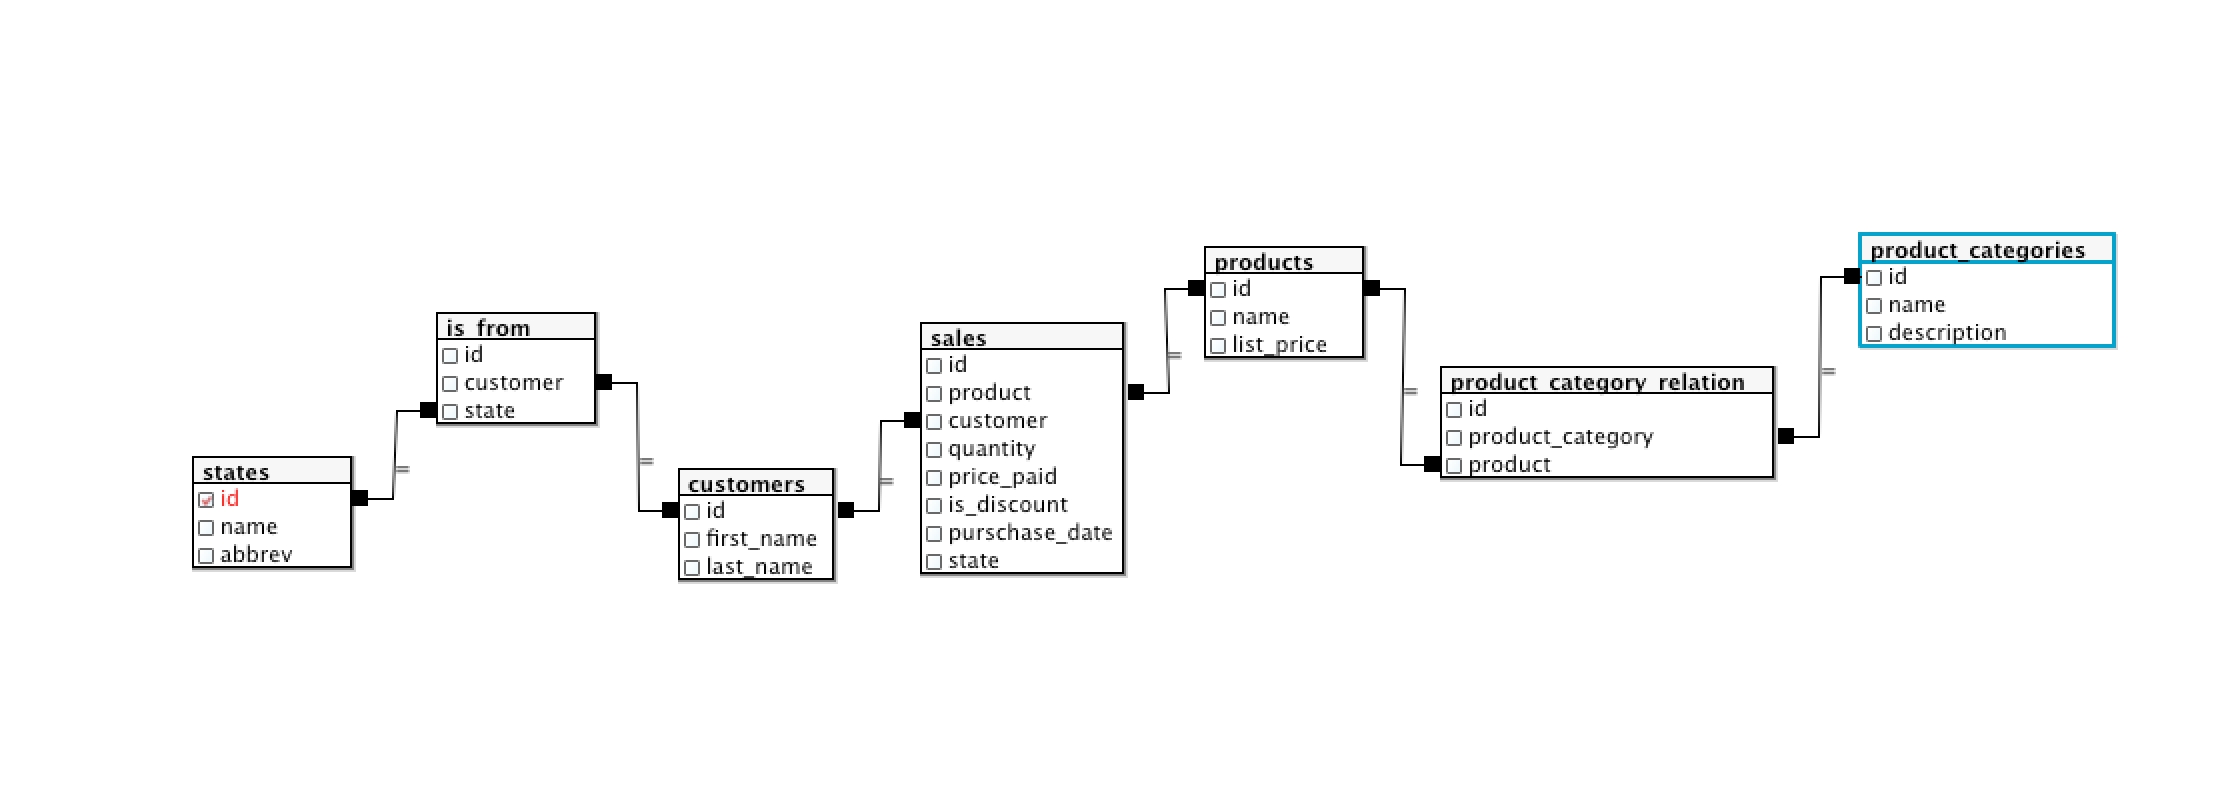 states
id
name
abbrev
is_from
id
customer
state
customers
id
first_name
last_name
sales
id
product
customer
quantity
price_paid
is_discount
purschase_date
state
products
id
name
list_price
product_category_relation
id
product_category
product
product_categories
id
name
description
=
=
=
=
=
=